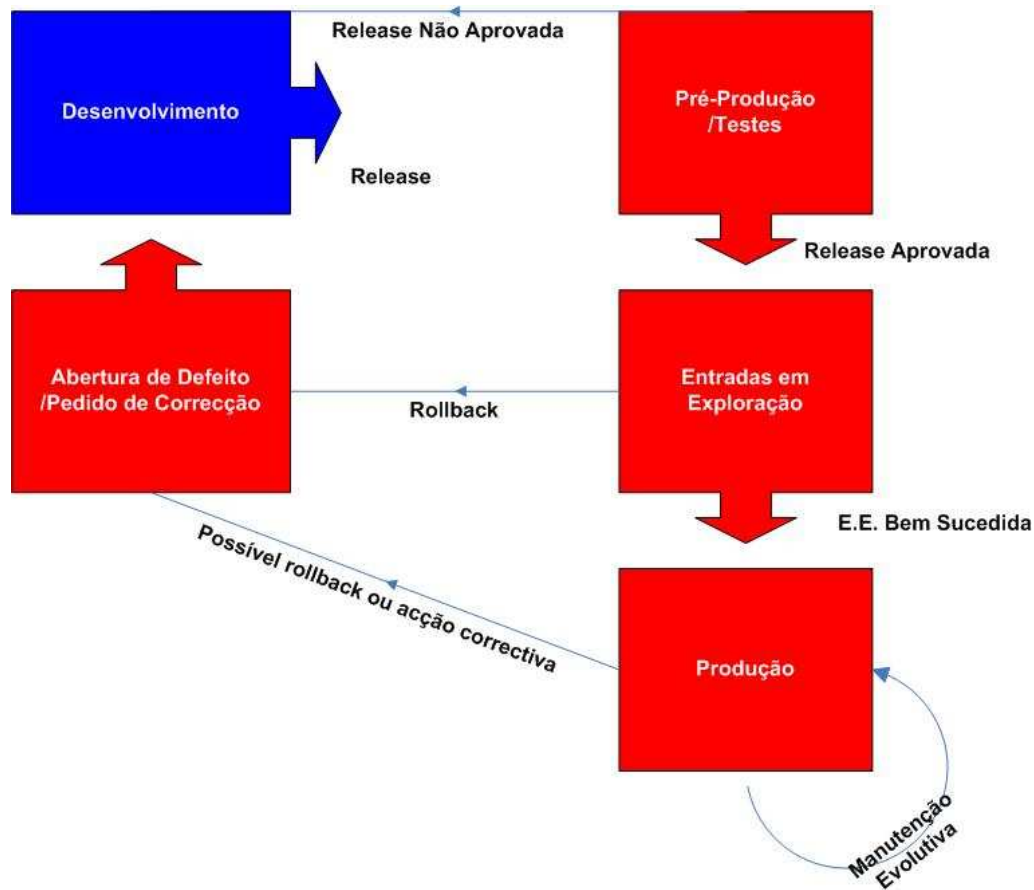 Release Não Aprovada
Desenvolvimento
Pré-Produção
/Testes
Release
Release Aprovada
Abertura de Defeito
/Pedido de Correcção
Rollback
Entradas em
Exploração
E.E. Bem Sucedida
Possível rollback ou acção correctiva
Produção
Manutenção
Evolutiva